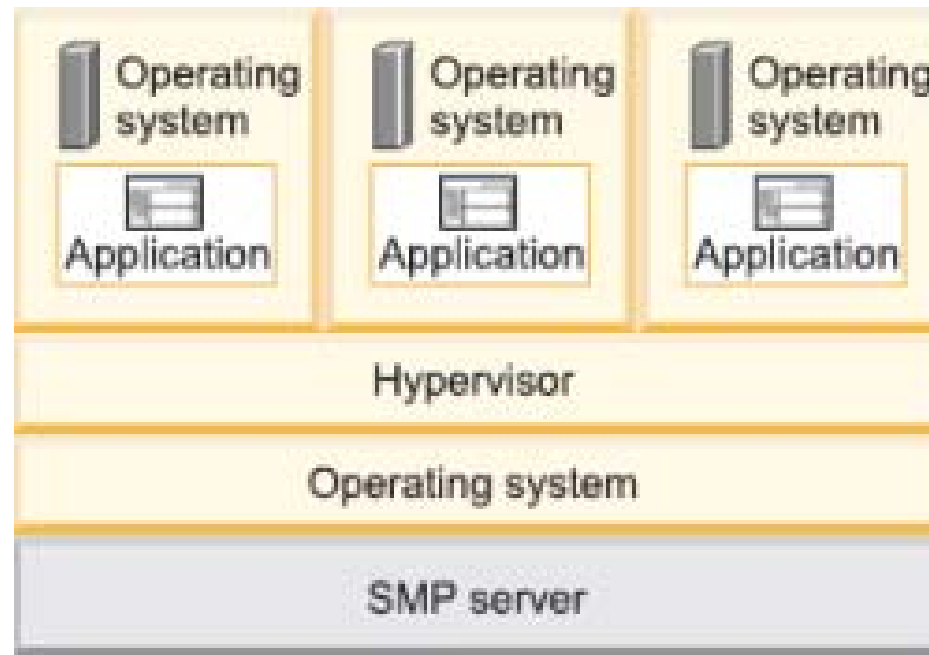 Operating
system
Application
Operating
system
Application
Operating
system
Application
Hypervisor
Operating system
SMP server